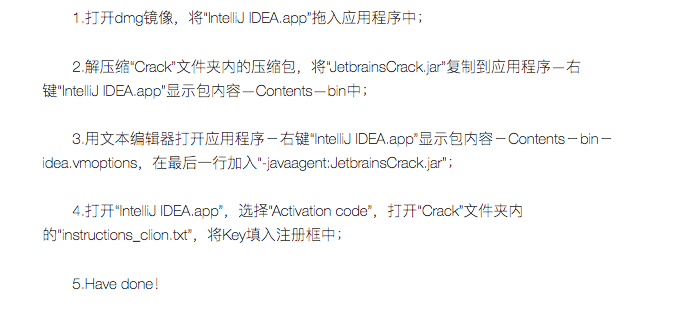 1.打开dmg镜像，将“IntelliJ IDEA.app”拖入应用程序中；
2.解压缩“Crack”文件夹内的压缩包，将“JetbrainsCrack.jar”复制到应用程序—右
键“IntelliJ IDEA.app”显示包内容—Contents—bin中；
3.用文本编辑器打开应用程序－右键“IntelliJ IDEA.app”显示包内容－Contents－bin－
idea.vmoptions，在最后一行加入“-javaagent:JetbrainsCrack.jar”；
4.打开“IntelliJ IDEA.app”，选择“Activation code”，打开“Crack”文件夹内
的“instructions_clion.txt”，将Key填入注册框中；
5.Have done！